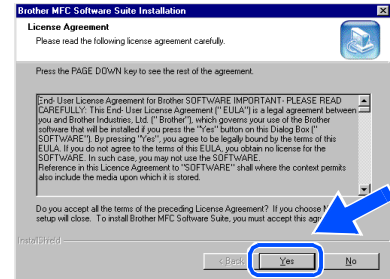 Brother MFC Software Suite Installation
License Agreement
Please read the following license agreement carefully.
Press the PAGE DOWN key to see the rest of the agreement.
End- User License Agreement for Brother SOFTWARE IMPORTANT- PLEASE READ
CAREFULLY: This End- User License Agreement (" EULA") is a legal agreement between
you and Brother Industries, Ltd. (" Brother"), which governs your use of the Brother
software that will be installed if you press the "Yes" button on this Dialog Box ("
SOFTWARE"). By pressing "Yes", you agree to be legally bound by the terms of this
EULA. If you do not agree to the terms of this EULA, you obtain no license for the
SOFTWARE. In such case, you may not use the SOFTWARE.
Reference in this License Agreement to "SOFTWARE" shall where the context permits
also include the media upon which it is stored.
Do you accept all the terms of the preceding License Agreement? If you choose
setup will close. To install Brother MFC Software Suite, you must accept this
InstallShield
< Back
Yes
No